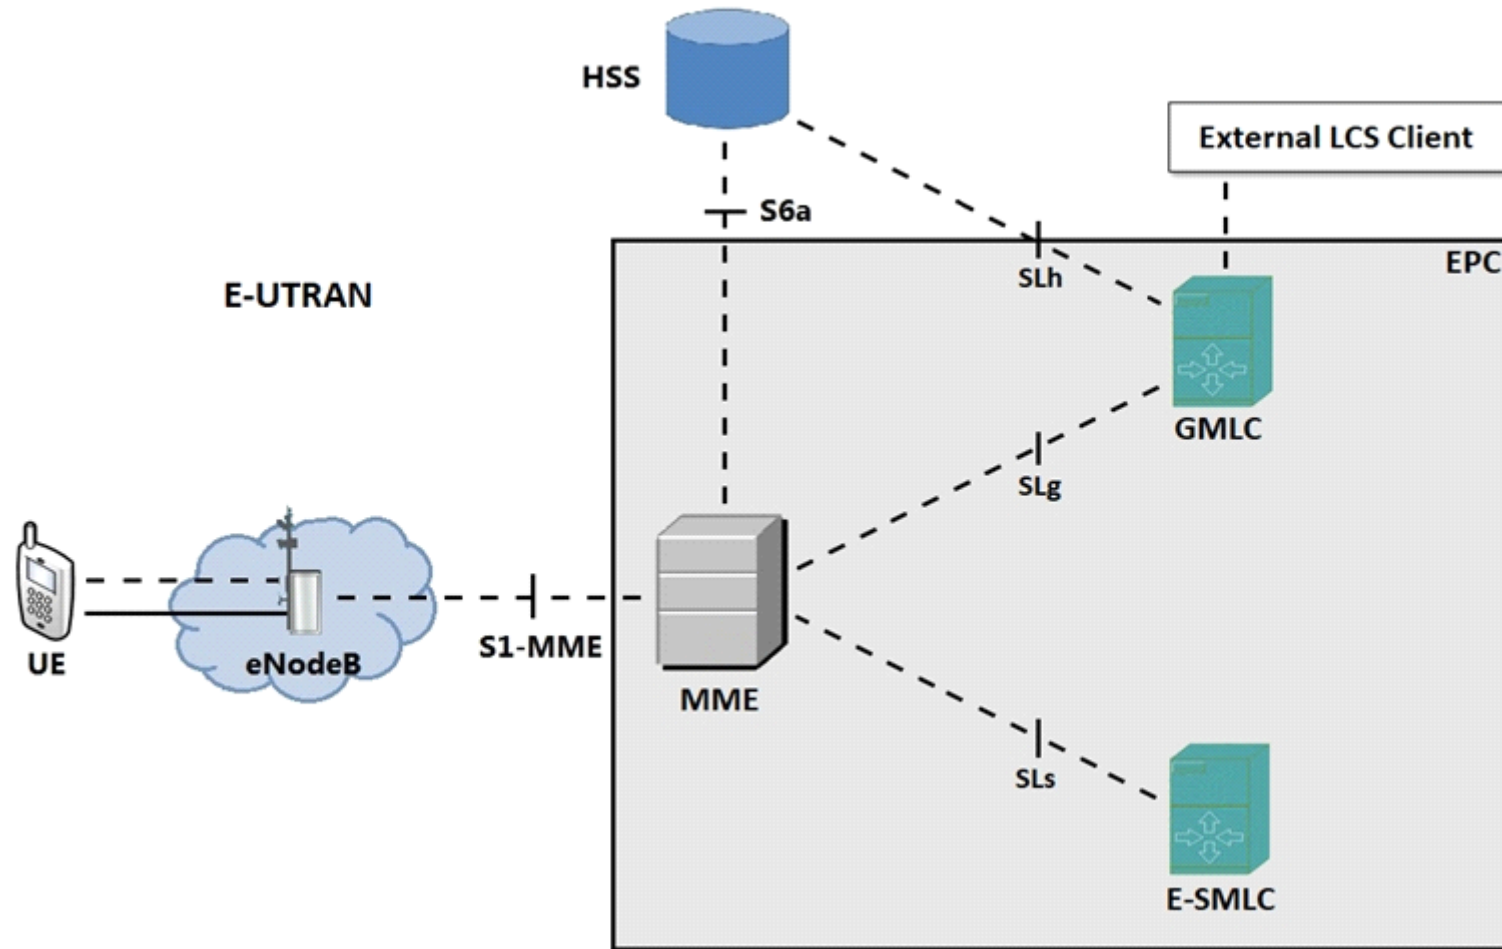 HSS
External LCS Client
S6a
EPC
SLh
E-UTRAN
GMLC
SLg
UE
eNodeB
S1-MME
MME
SLs
E-SMLC